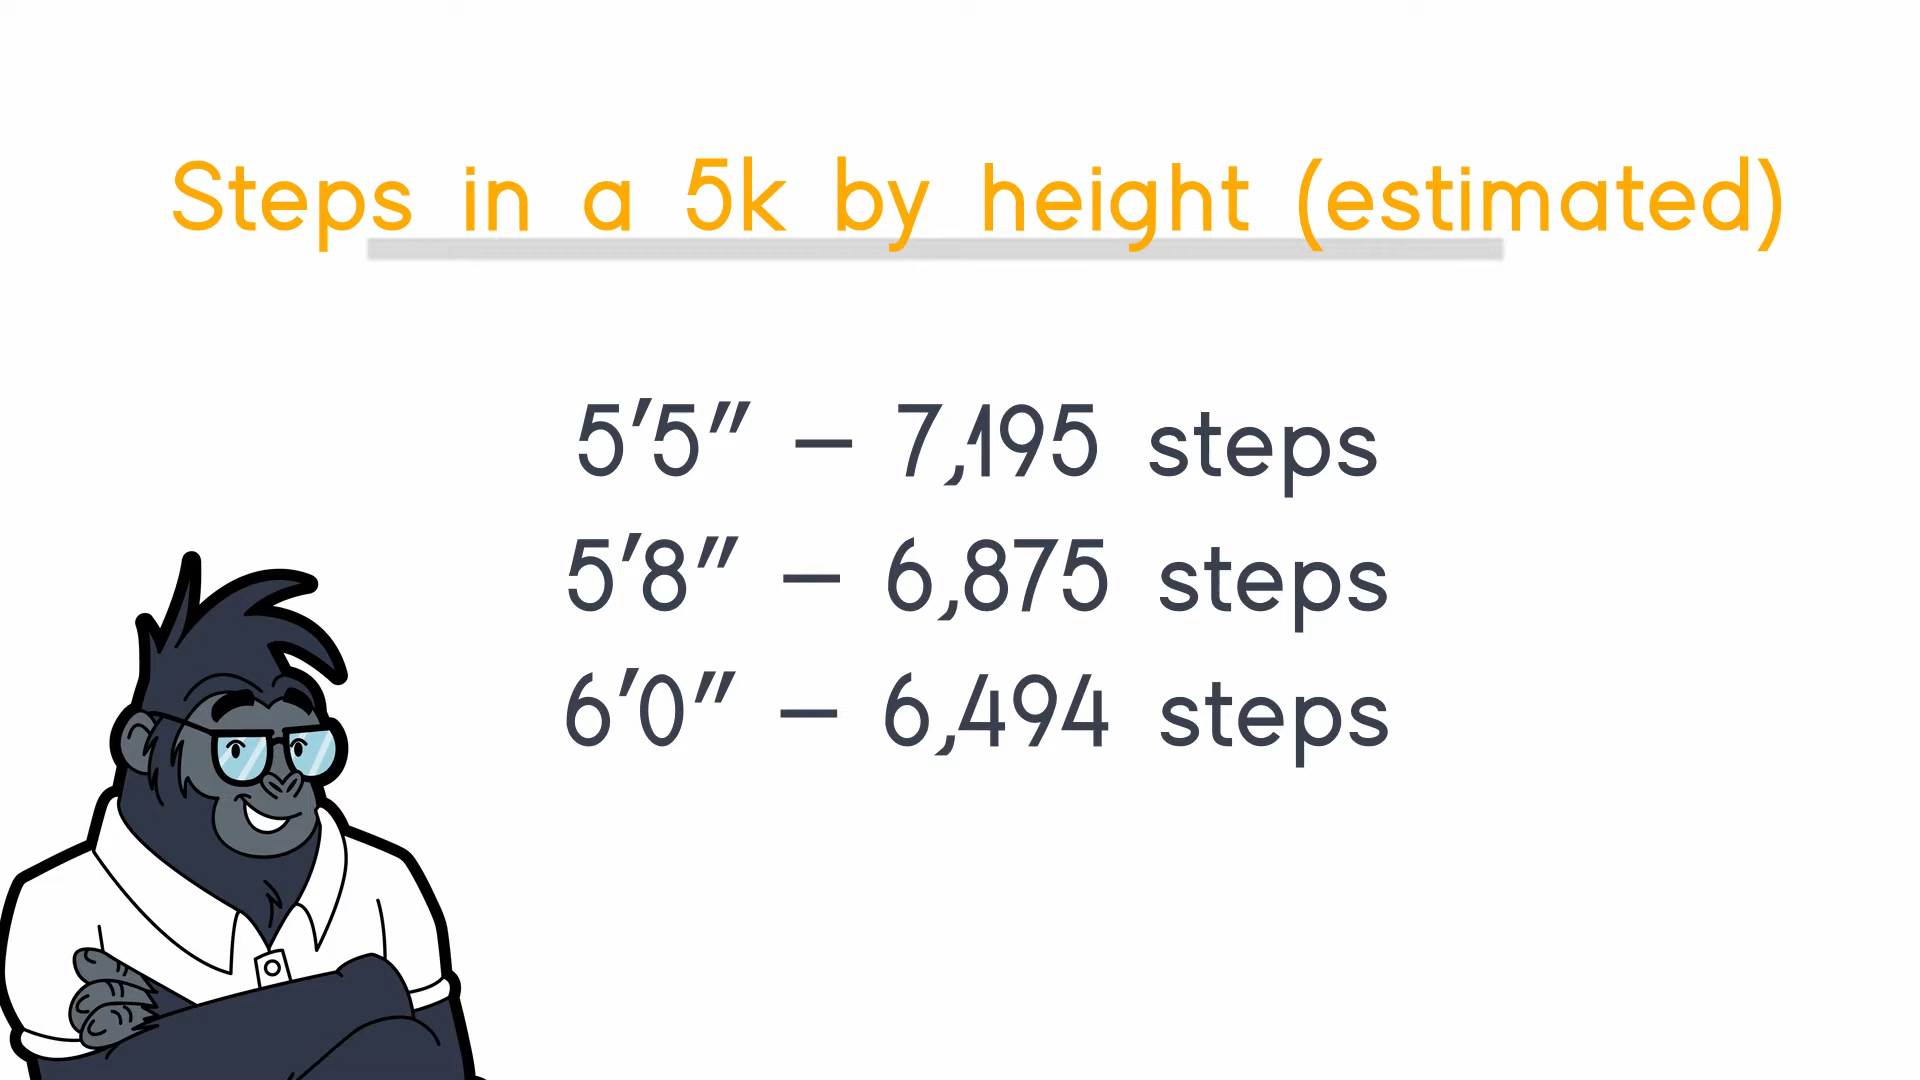 Steps in a 5k by height (estimated)
5′5″ – 7,195 steps
5′8″ – 6,875 steps
6′0″ – 6,494 steps